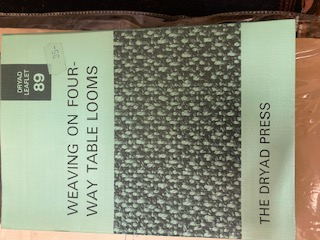 DRYAD
LEAFLET
89
WEAVING ON FOUR-
WAY TABLE LOOMS
THE DRYAD PRESS